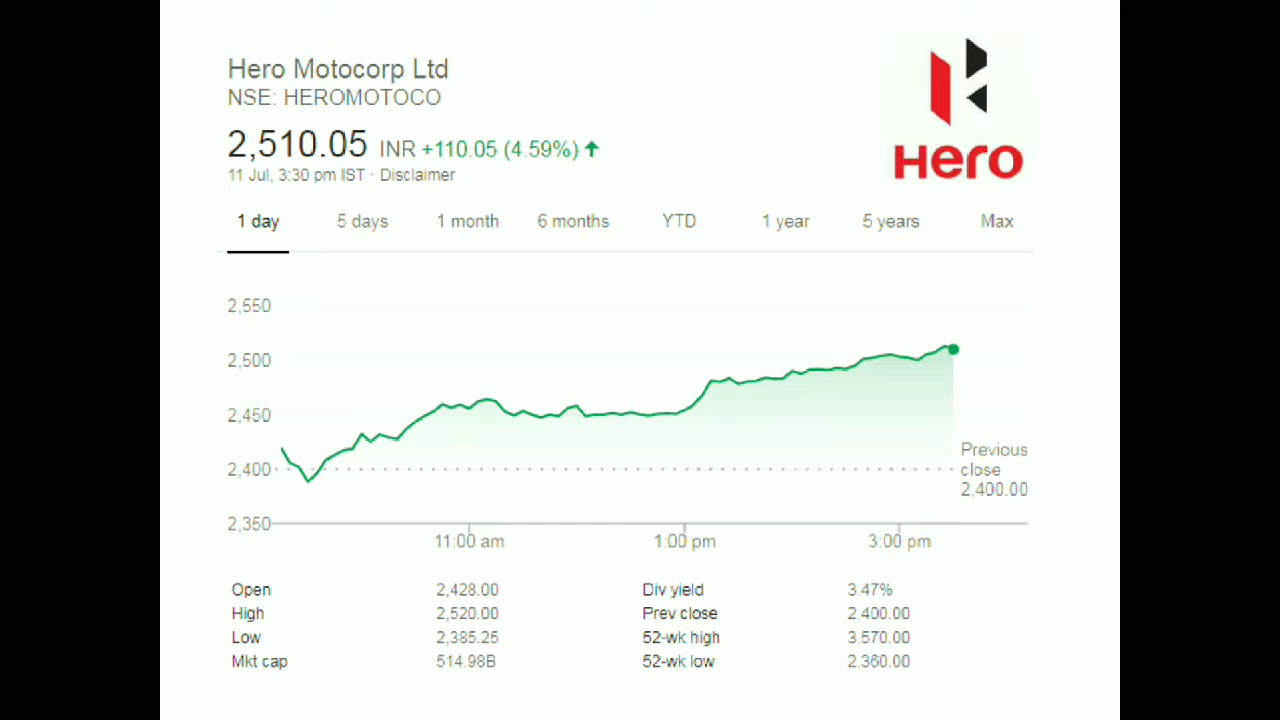 Hero Motocorp Ltd
NSE: HEROMOTOCO
2,510.05 INR +110.05 (4.59%)
11 Jul, 3:30 pm IST · Disclaimer
Hero
1 day 5 days 1 month 6 months YTD 1 year 5 years Max
2,550
2,500
2,450
2,400
2,350
Previous
close
2,400.00
11:00 am 1:00 pm 3:00 pm
Open 2,428.00 Div yield 3.47%
High 2,520.00 Prev close 2,400.00
Low 2,385.25 52-wk high 3,570.00
Mkt cap 514.98B 52-wk low 2,360.00